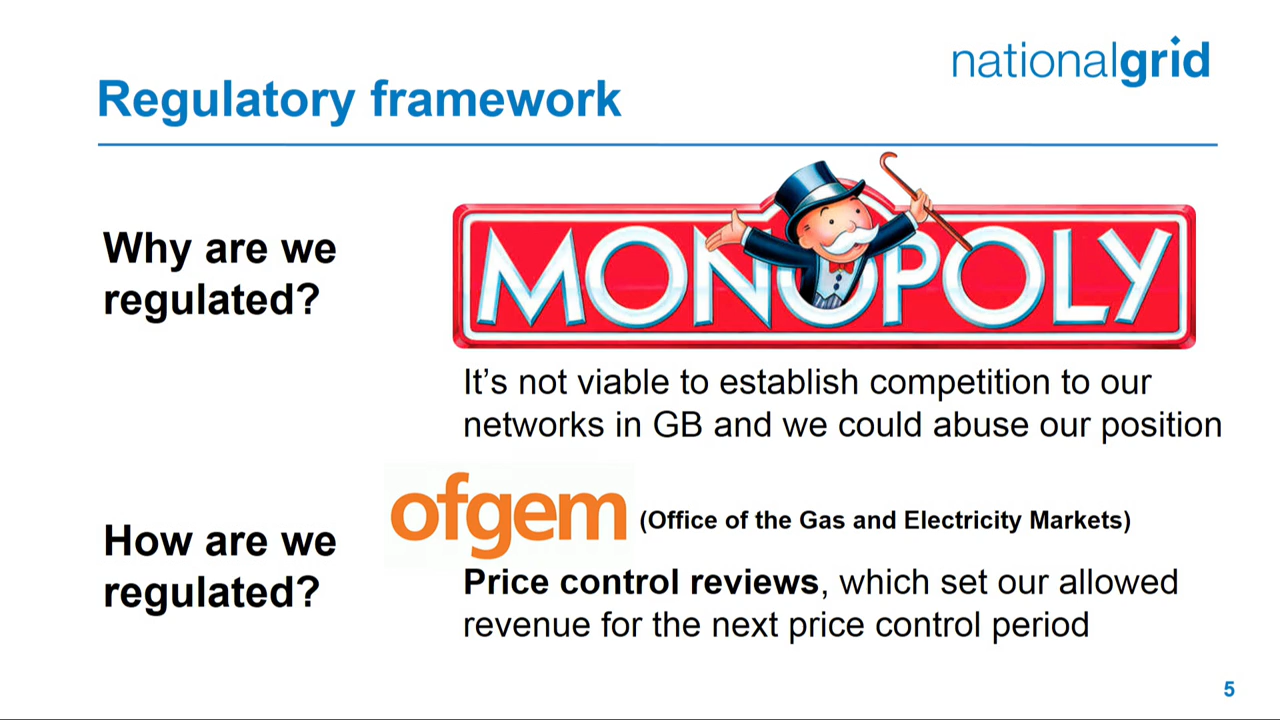 nationalgrid
Regulatory framework
Why are we
regulated?
MONOPOLY
It’s not viable to establish competition to our
networks in GB and we could abuse our position
How are we
regulated?
ofgem (Office of the Gas and Electricity Markets)
Price control reviews, which set our allowed
revenue for the next price control period
5